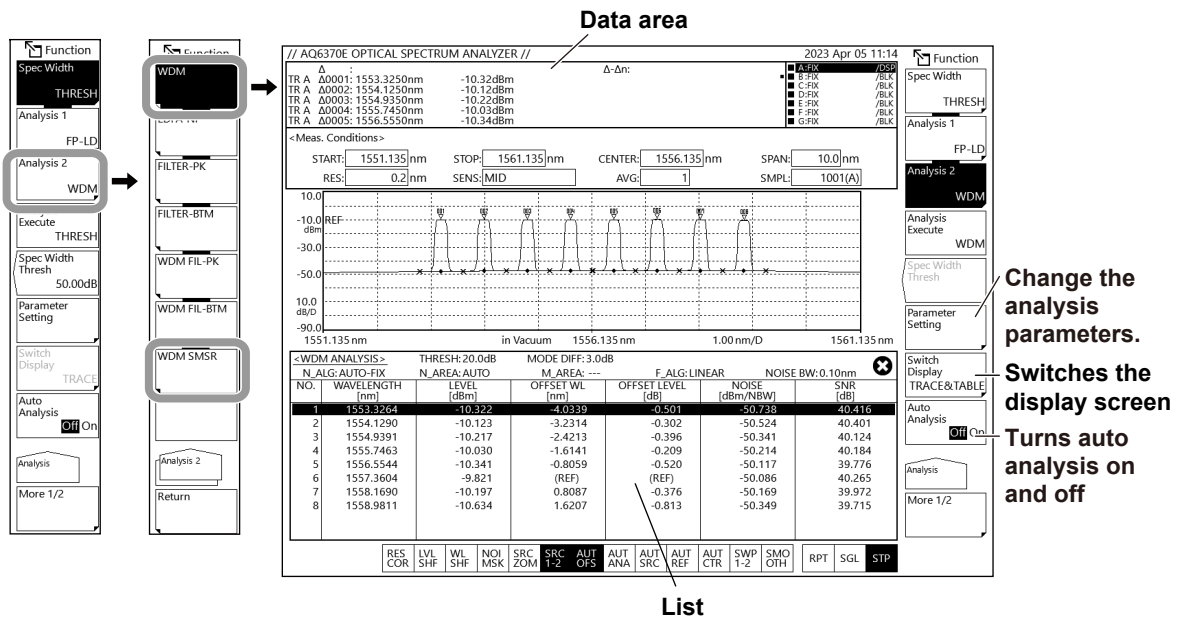 Data area
Function
Spec Width
THRESH
Analysis 1
FP-LD
Analysis 2
WDM
Execute
THRESH
Spec Width
Thresh
50.00dB
Parameter
Setting
Switch
Display
TRACE
Auto
Analysis
Off On
Analysis
More 1/2
Function
WDM
EDFA-NF
FILTER-PK
FILTER-BTM
WDM FIL-PK
WDM FIL-BTM
WDM SMSR
Analysis 2
Return
// AQ6370E OPTICAL SPECTRUM ANALYZER // 2023 Apr 05 11:14
Δ : Δ-Δn:
TR A Δ0001: 1553.3250nm -10.32dBm
TR A Δ0002: 1554.1250nm -10.12dBm
TR A Δ0003: 1554.9350nm -10.22dBm
TR A Δ0004: 1555.7450nm -10.03dBm
TR A Δ0005: 1556.5550nm -10.34dBm
A:FIX /DSP
B:FIX /BLK
C:FIX /BLK
D:FIX /BLK
E:FIX /BLK
F:FIX /BLK
G:FIX /BLK
<Meas. Conditions>
START: 1551.135 nm STOP: 1561.135 nm CENTER: 1556.135 nm SPAN: 10.0 nm
RES: 0.2 nm SENS: MID AVG: 1 SMPL: 1001(A)
10.0
-10.0 REF
dBm
-30.0
-50.0
10.0
dB/D
-90.0
001 002 003 004 005 006 007 008
1551.135 nm in Vacuum 1556.135 nm 1.00 nm/D 1561.135 nm
<WDM ANALYSIS> THRESH: 20.0dB MODE DIFF: 3.0dB
N_ALG: AUTO-FIX N_AREA: AUTO M_AREA: --- F_ALG: LINEAR NOISE BW: 0.10nm
NO. WAVELENGTH LEVEL OFFSET WL OFFSET LEVEL NOISE SNR
[nm] [dBm] [nm] [dB] [dBm/NBW] [dB]
1 1553.3264 -10.322 -4.0339 -0.501 -50.738 40.416
2 1554.1290 -10.123 -3.2314 -0.302 -50.524 40.401
3 1554.9391 -10.217 -2.4213 -0.396 -50.341 40.124
4 1555.7463 -10.030 -1.6141 -0.209 -50.214 40.184
5 1556.5544 -10.341 -0.8059 -0.520 -50.117 39.776
6 1557.3604 -9.821 (REF) (REF) -50.086 40.265
7 1558.1690 -10.197 0.8087 -0.376 -50.169 39.972
8 1558.9811 -10.634 1.6207 -0.813 -50.349 39.715
RES COR LVL SHF WL SHF NOI MSK SRC ZOM SRC 1-2 AUT OFS AUT ANA AUT SRC AUT REF AUT CTR SWP 1-2 SMO OTH RPT SGL STP
Function
Spec Width
THRESH
Analysis 1
FP-LD
Analysis 2
WDM
Analysis
Execute
WDM
Spec Width
Thresh
Parameter
Setting
Switch
Display
TRACE&TABLE
Auto
Analysis
Off On
Analysis
More 1/2
Change the
analysis
parameters.
Switches the
display screen
Turns auto
analysis on
and off
List